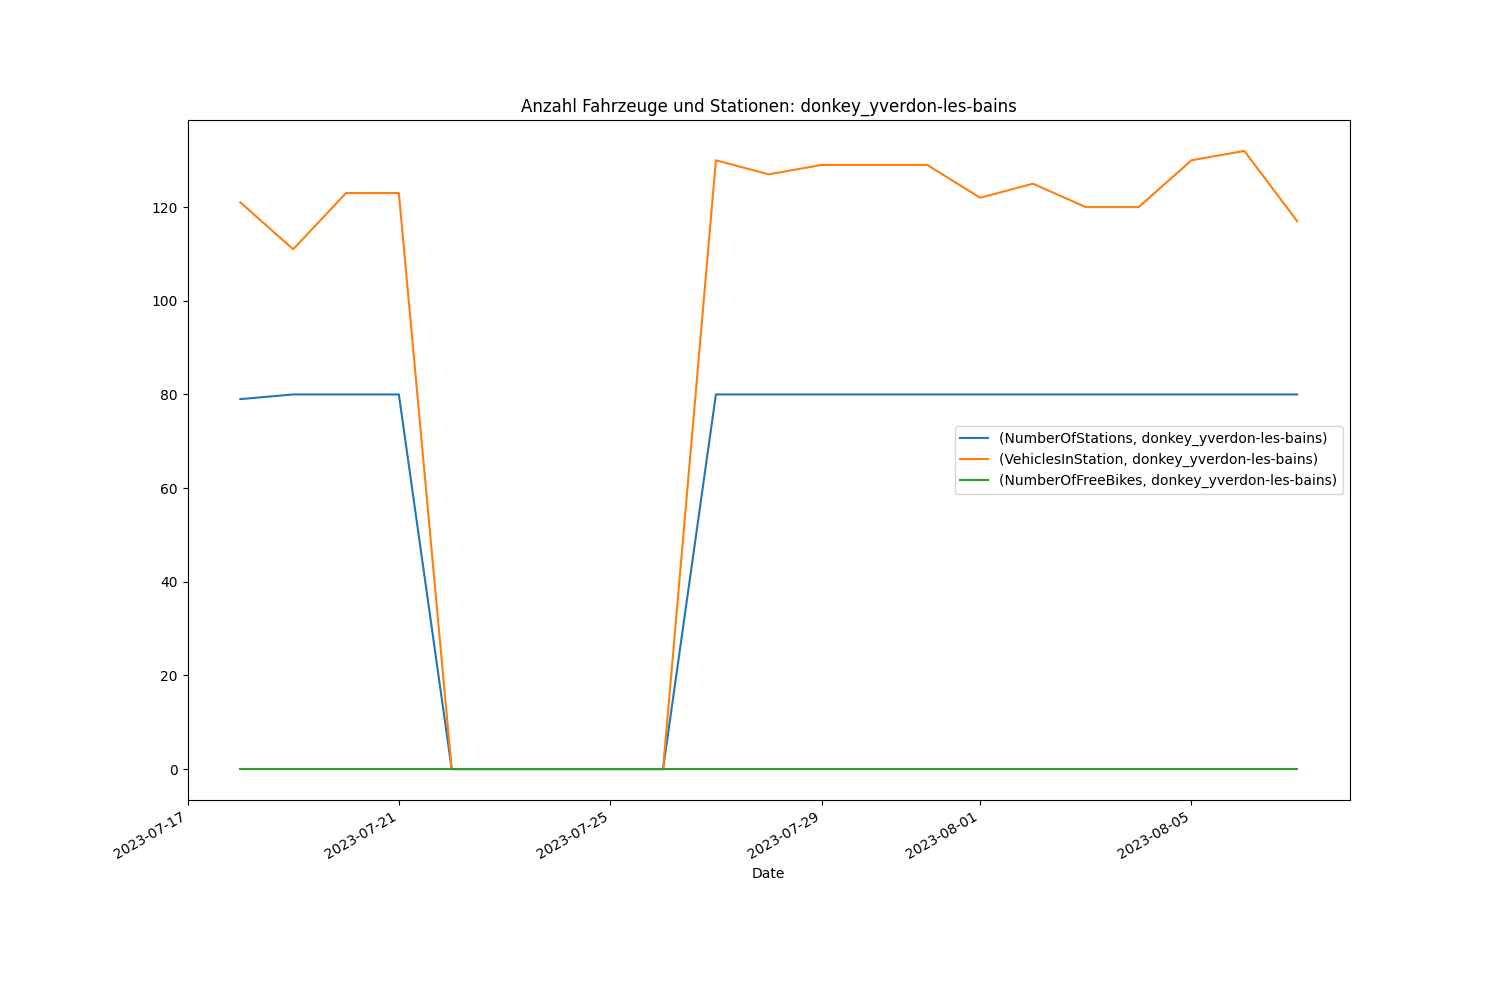 Anzahl Fahrzeuge und Stationen: donkey_yverdon-les-bains
120
100
80
60
40
20
0
(NumberOfStations, donkey_yverdon-les-bains)
(VehiclesInStation, donkey_yverdon-les-bains)
(NumberOfFreeBikes, donkey_yverdon-les-bains)
2023-07-17
2023-07-21
2023-07-25
2023-07-29
2023-08-01
2023-08-05
Date